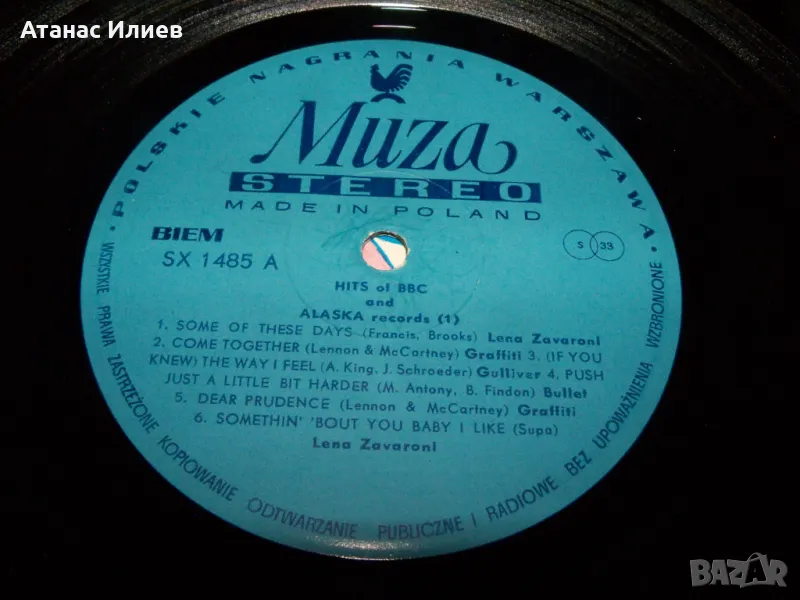 Атанас Илиев
POLSKIE NAGRANIA WARSZAWA
Muza
STEREO
MADE IN POLAND
BIEM
SX 1485 A
S 33
HITS of BBC
and
ALASKA records (1)
1. SOME OF THESE DAYS (Francis, Brooks) Lena Zavaroni
2. COME TOGETHER (Lennon & McCartney) Graffiti 3. (IF YOU
KNEW) THE WAY I FEEL (A. King, J. Schroeder) Gulliver 4. PUSH
JUST A LITTLE BIT HARDER (M. Antony, B. Findon) Bullet
5. DEAR PRUDENCE (Lennon & McCartney) Graffiti
6. SOMETHIN' 'BOUT YOU BABY I LIKE (Supa)
Lena Zavaroni
WSZYSTKIE PRAWA ZASTRZEŻONE KOPIOWANIE ODTWARZANIE PUBLICZNE I RADIOWE BEZ UPOWAŻNIENIA WZBRONIONE
BAZAR